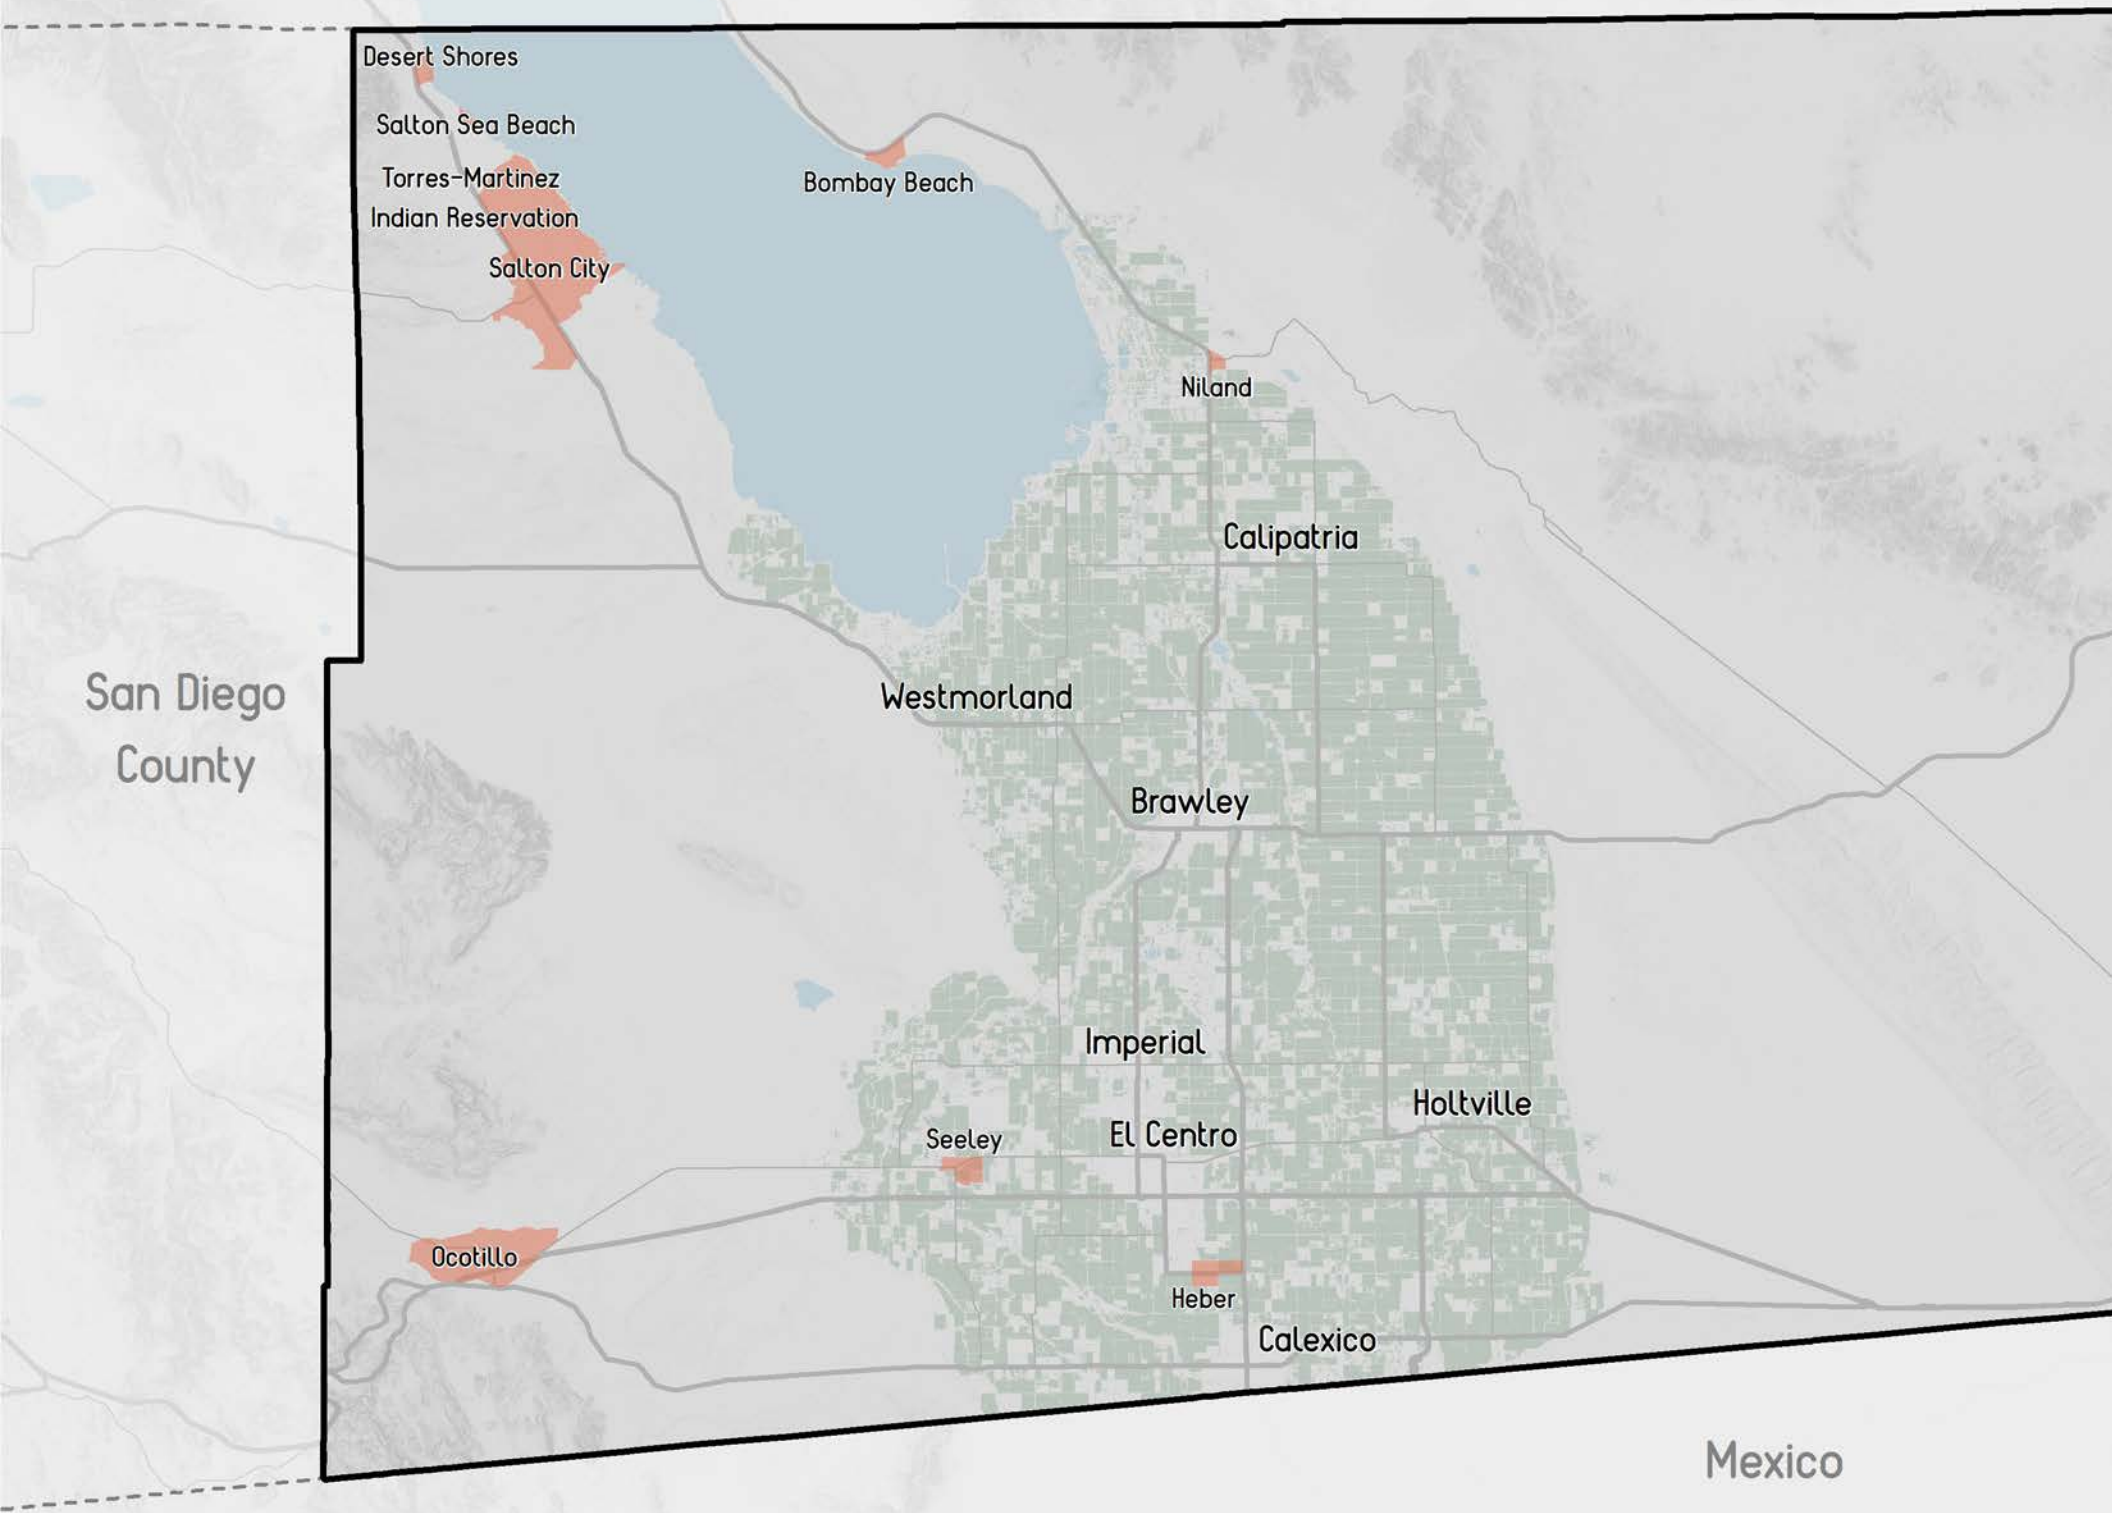 Desert Shores
Salton Sea Beach
Torres-Martinez
Indian Reservation
Bombay Beach
Salton City
Niland
Calipatria
San Diego
County
Westmorland
Brawley
Imperial
Holtville
Seeley
El Centro
Ocotillo
Heber
Calexico
Mexico